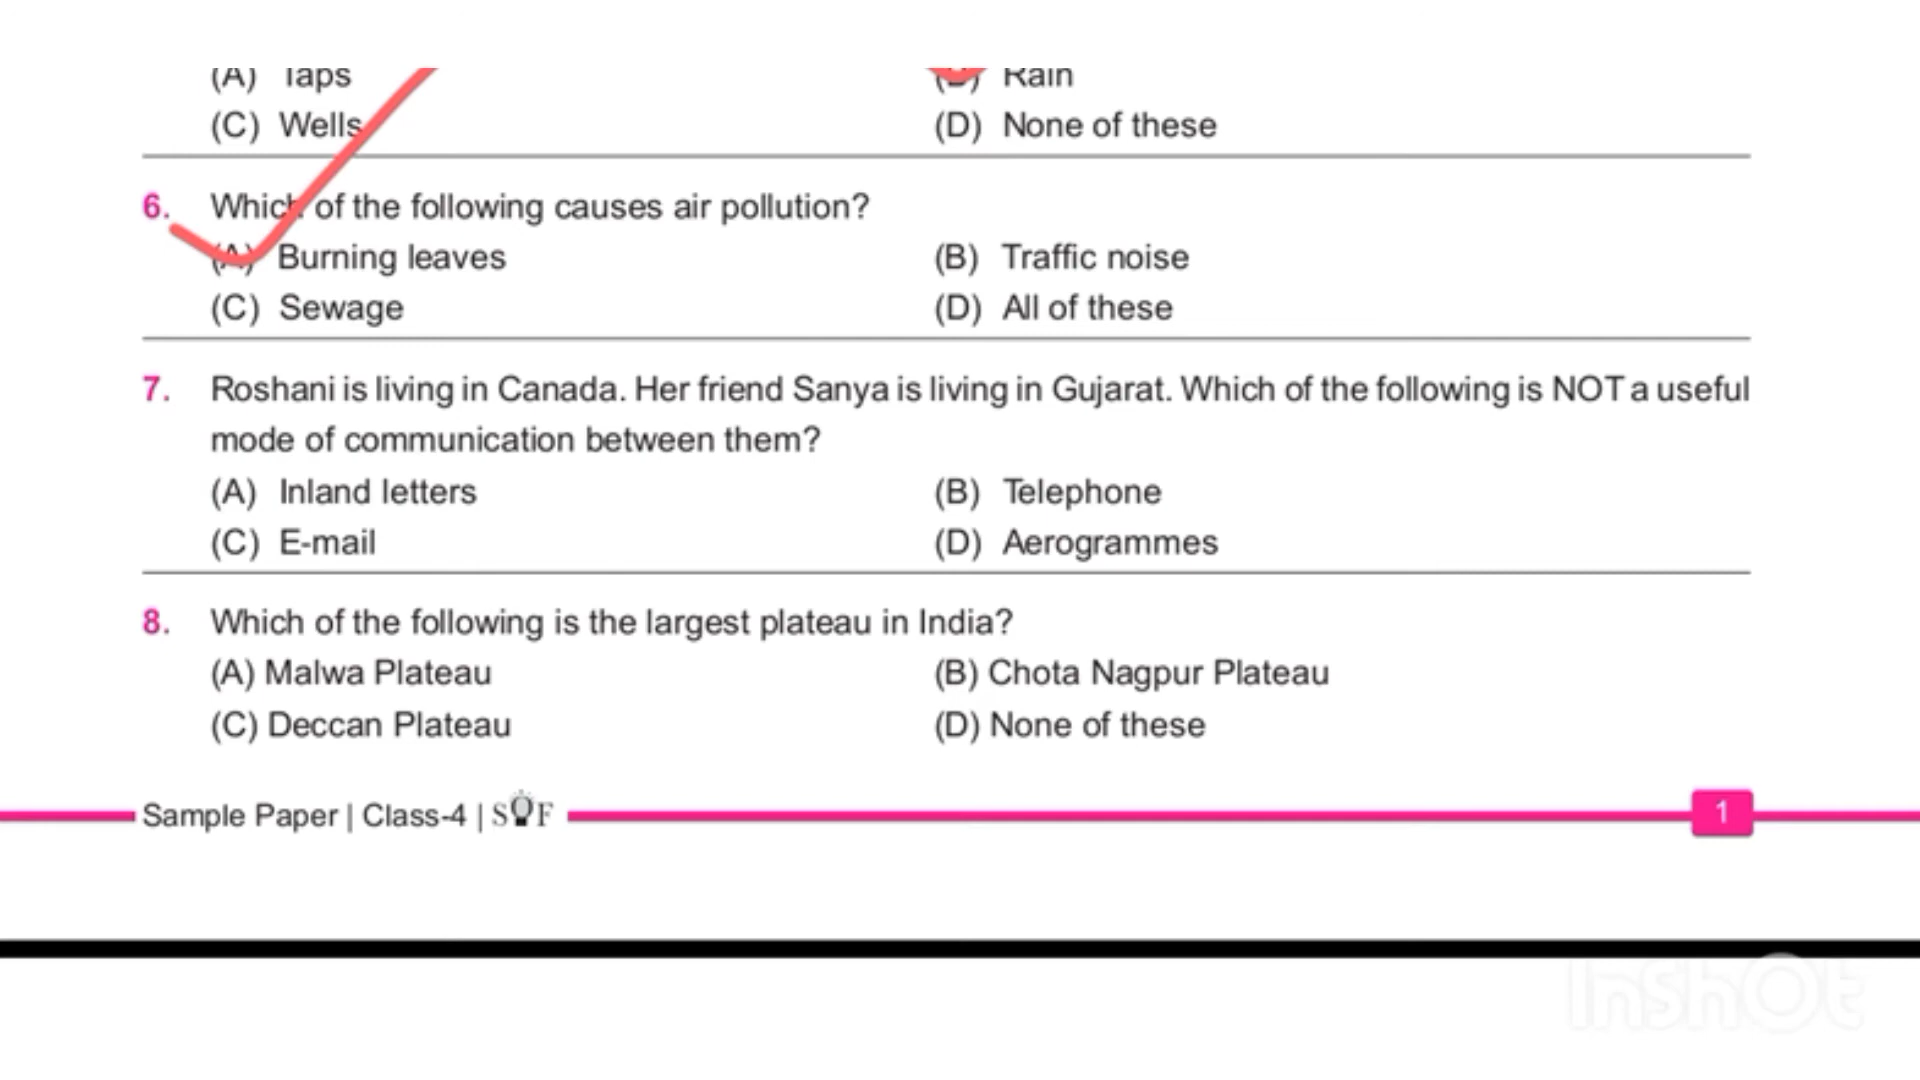 (A) Taps (B) Rain
(C) Wells (D) None of these
6. Which of the following causes air pollution?
(A) Burning leaves (B) Traffic noise
(C) Sewage (D) All of these
7. Roshani is living in Canada. Her friend Sanya is living in Gujarat. Which of the following is NOT a useful
mode of communication between them?
(A) Inland letters (B) Telephone
(C) E-mail (D) Aerogrammes
8. Which of the following is the largest plateau in India?
(A) Malwa Plateau (B) Chota Nagpur Plateau
(C) Deccan Plateau (D) None of these
Sample Paper | Class-4 | SOF 1
InShOt